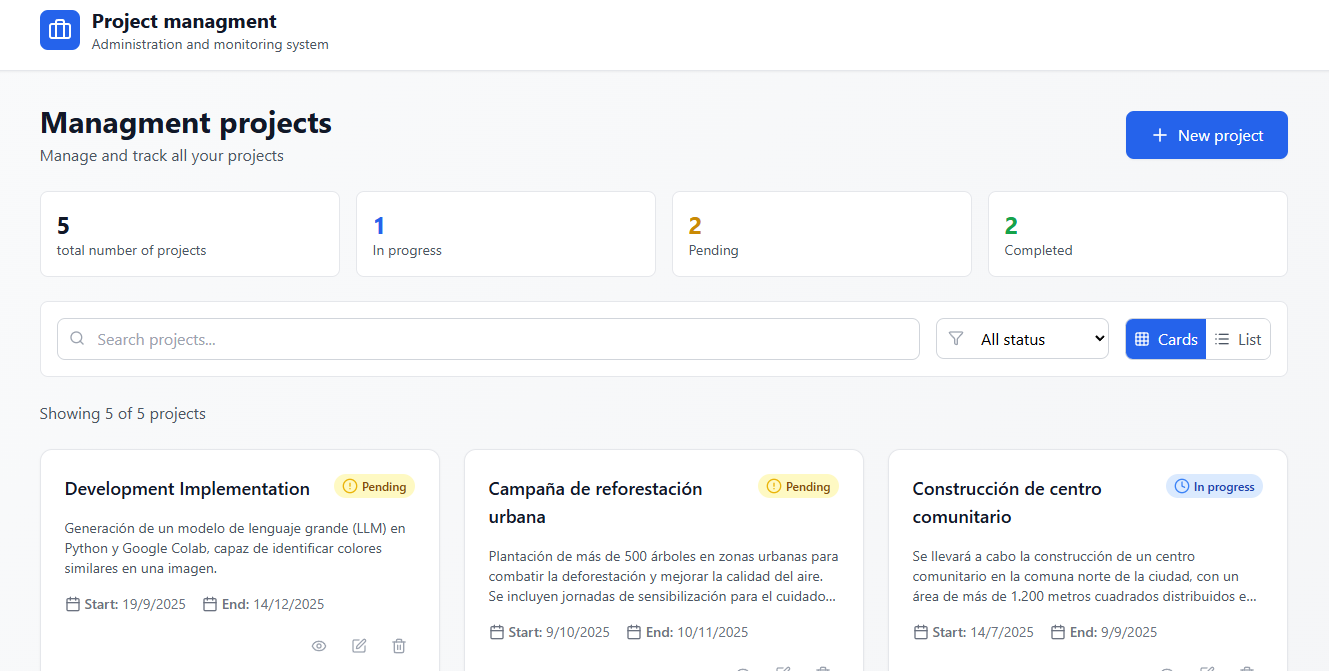 Project managment
Administration and monitoring system
Managment projects
Manage and track all your projects
New project
5
total number of projects
1
In progress
2
Pending
2
Completed
Search projects...
All status
Cards
List
Showing 5 of 5 projects
Development Implementation
Pending
Generación de un modelo de lenguaje grande (LLM) en
Python y Google Colab, capaz de identificar colores
similares en una imagen.
Start: 19/9/2025 End: 14/12/2025
Campaña de reforestación
urbana
Pending
Plantación de más de 500 árboles en zonas urbanas para
combatir la deforestación y mejorar la calidad del aire.
Se incluyen jornadas de sensibilización para el cuidado...
Start: 9/10/2025 End: 10/11/2025
Construcción de centro
comunitario
In progress
Se llevará a cabo la construcción de un centro
comunitario en la comuna norte de la ciudad, con un
área de más de 1.200 metros cuadrados distribuidos e...
Start: 14/7/2025 End: 9/9/2025